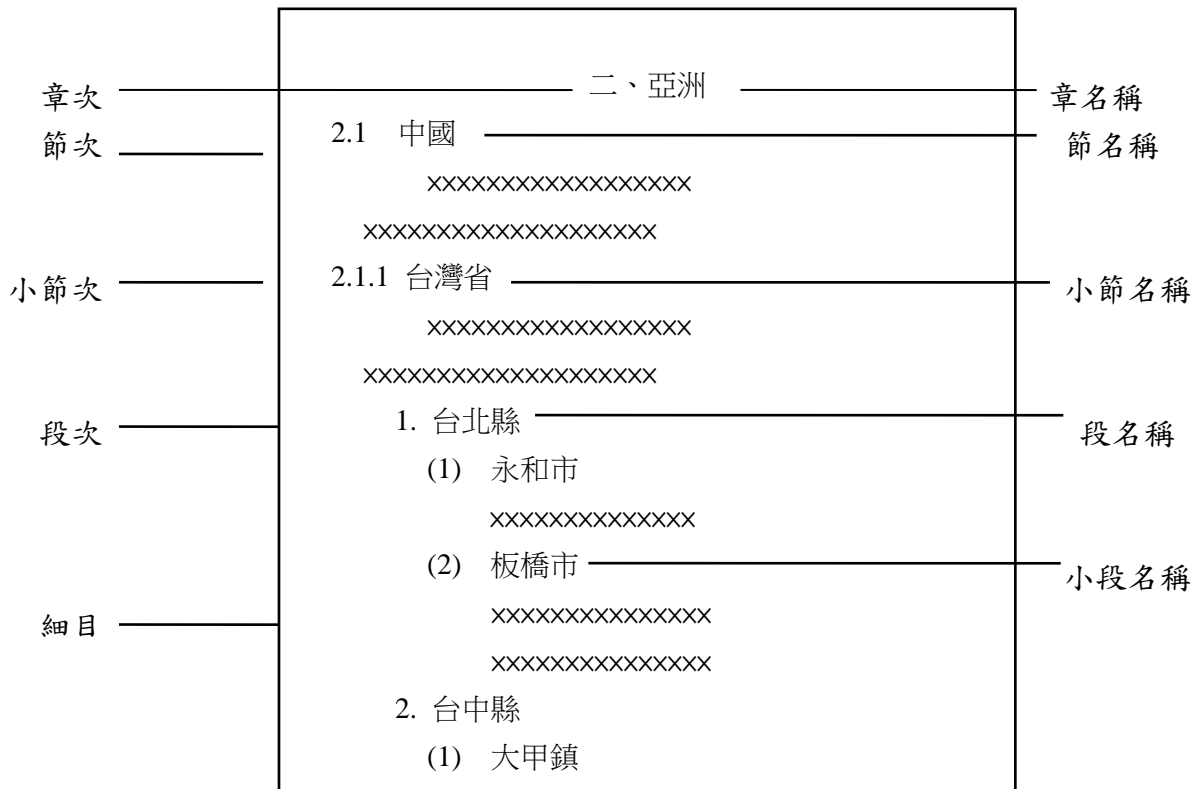 章次 二、亞洲 章名稱
節次 2.1 中國 節名稱
XXXXXXXXXXXXXXXXXX
XXXXXXXXXXXXXXXXXXXX
小節次 2.1.1 台灣省 小節名稱
XXXXXXXXXXXXXXXXXX
XXXXXXXXXXXXXXXXXXXX
段次 1. 台北縣 段名稱
(1) 永和市
XXXXXXXXXXXXXX
(2) 板橋市 小段名稱
細目 XXXXXXXXXXXXXXX
XXXXXXXXXXXXXXX
2. 台中縣
(1) 大甲鎮